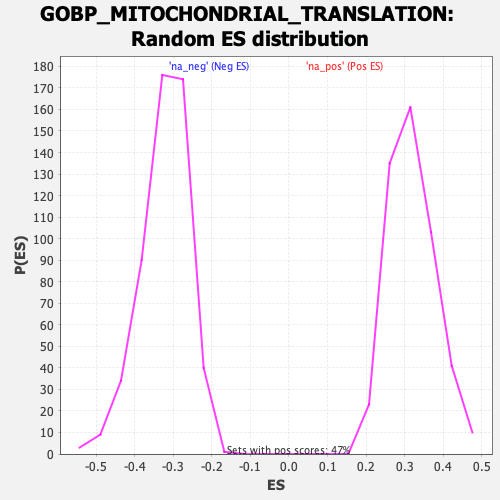 GOBP_MITOCHONDRIAL_TRANSLATION:
Random ES distribution
'na_neg' (Neg ES)
'na_pos' (Pos ES)
180
170
160
150
140
130
120
110
100
90
80
70
60
50
40
30
20
10
0
P(ES)
Sets with pos scores: 47%
-0.5 -0.4 -0.3 -0.2 -0.1 0.0 0.1 0.2 0.3 0.4 0.5
ES